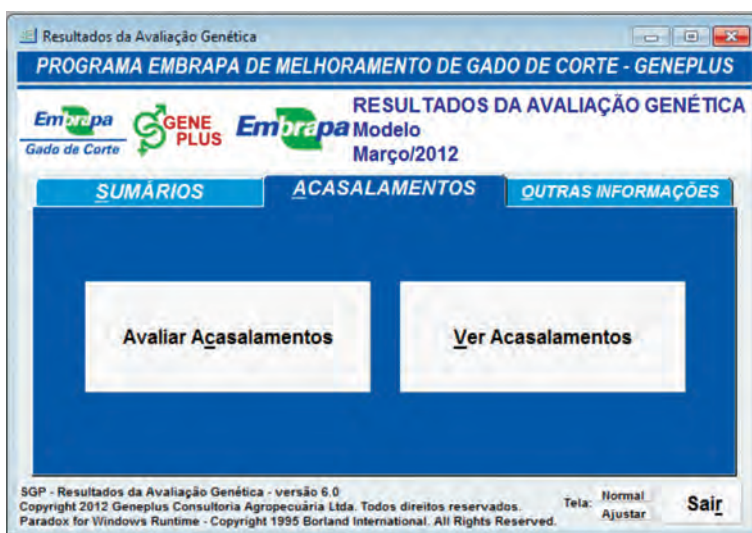 Resultados da Avaliação Genética
PROGRAMA EMBRAPA DE MELHORAMENTO DE GADO DE CORTE - GENEPLUS
Embrapa
Gado de Corte
GENE
PLUS
Embrapa
RESULTADOS DA AVALIAÇÃO GENÉTICA
Modelo
Março/2012
SUMÁRIOS
ACASALAMENTOS
OUTRAS INFORMAÇÕES
Avaliar Acasalamentos
Ver Acasalamentos
SGP - Resultados da Avaliação Genética - versão 6.0
Copyright 2012 Geneplus Consultoria Agropecuária Ltda. Todos direitos reservados.
Paradox for Windows Runtime - Copyright 1995 Borland International. All Rights Reserved.
Tela:
Normal
Ajustar
Sair